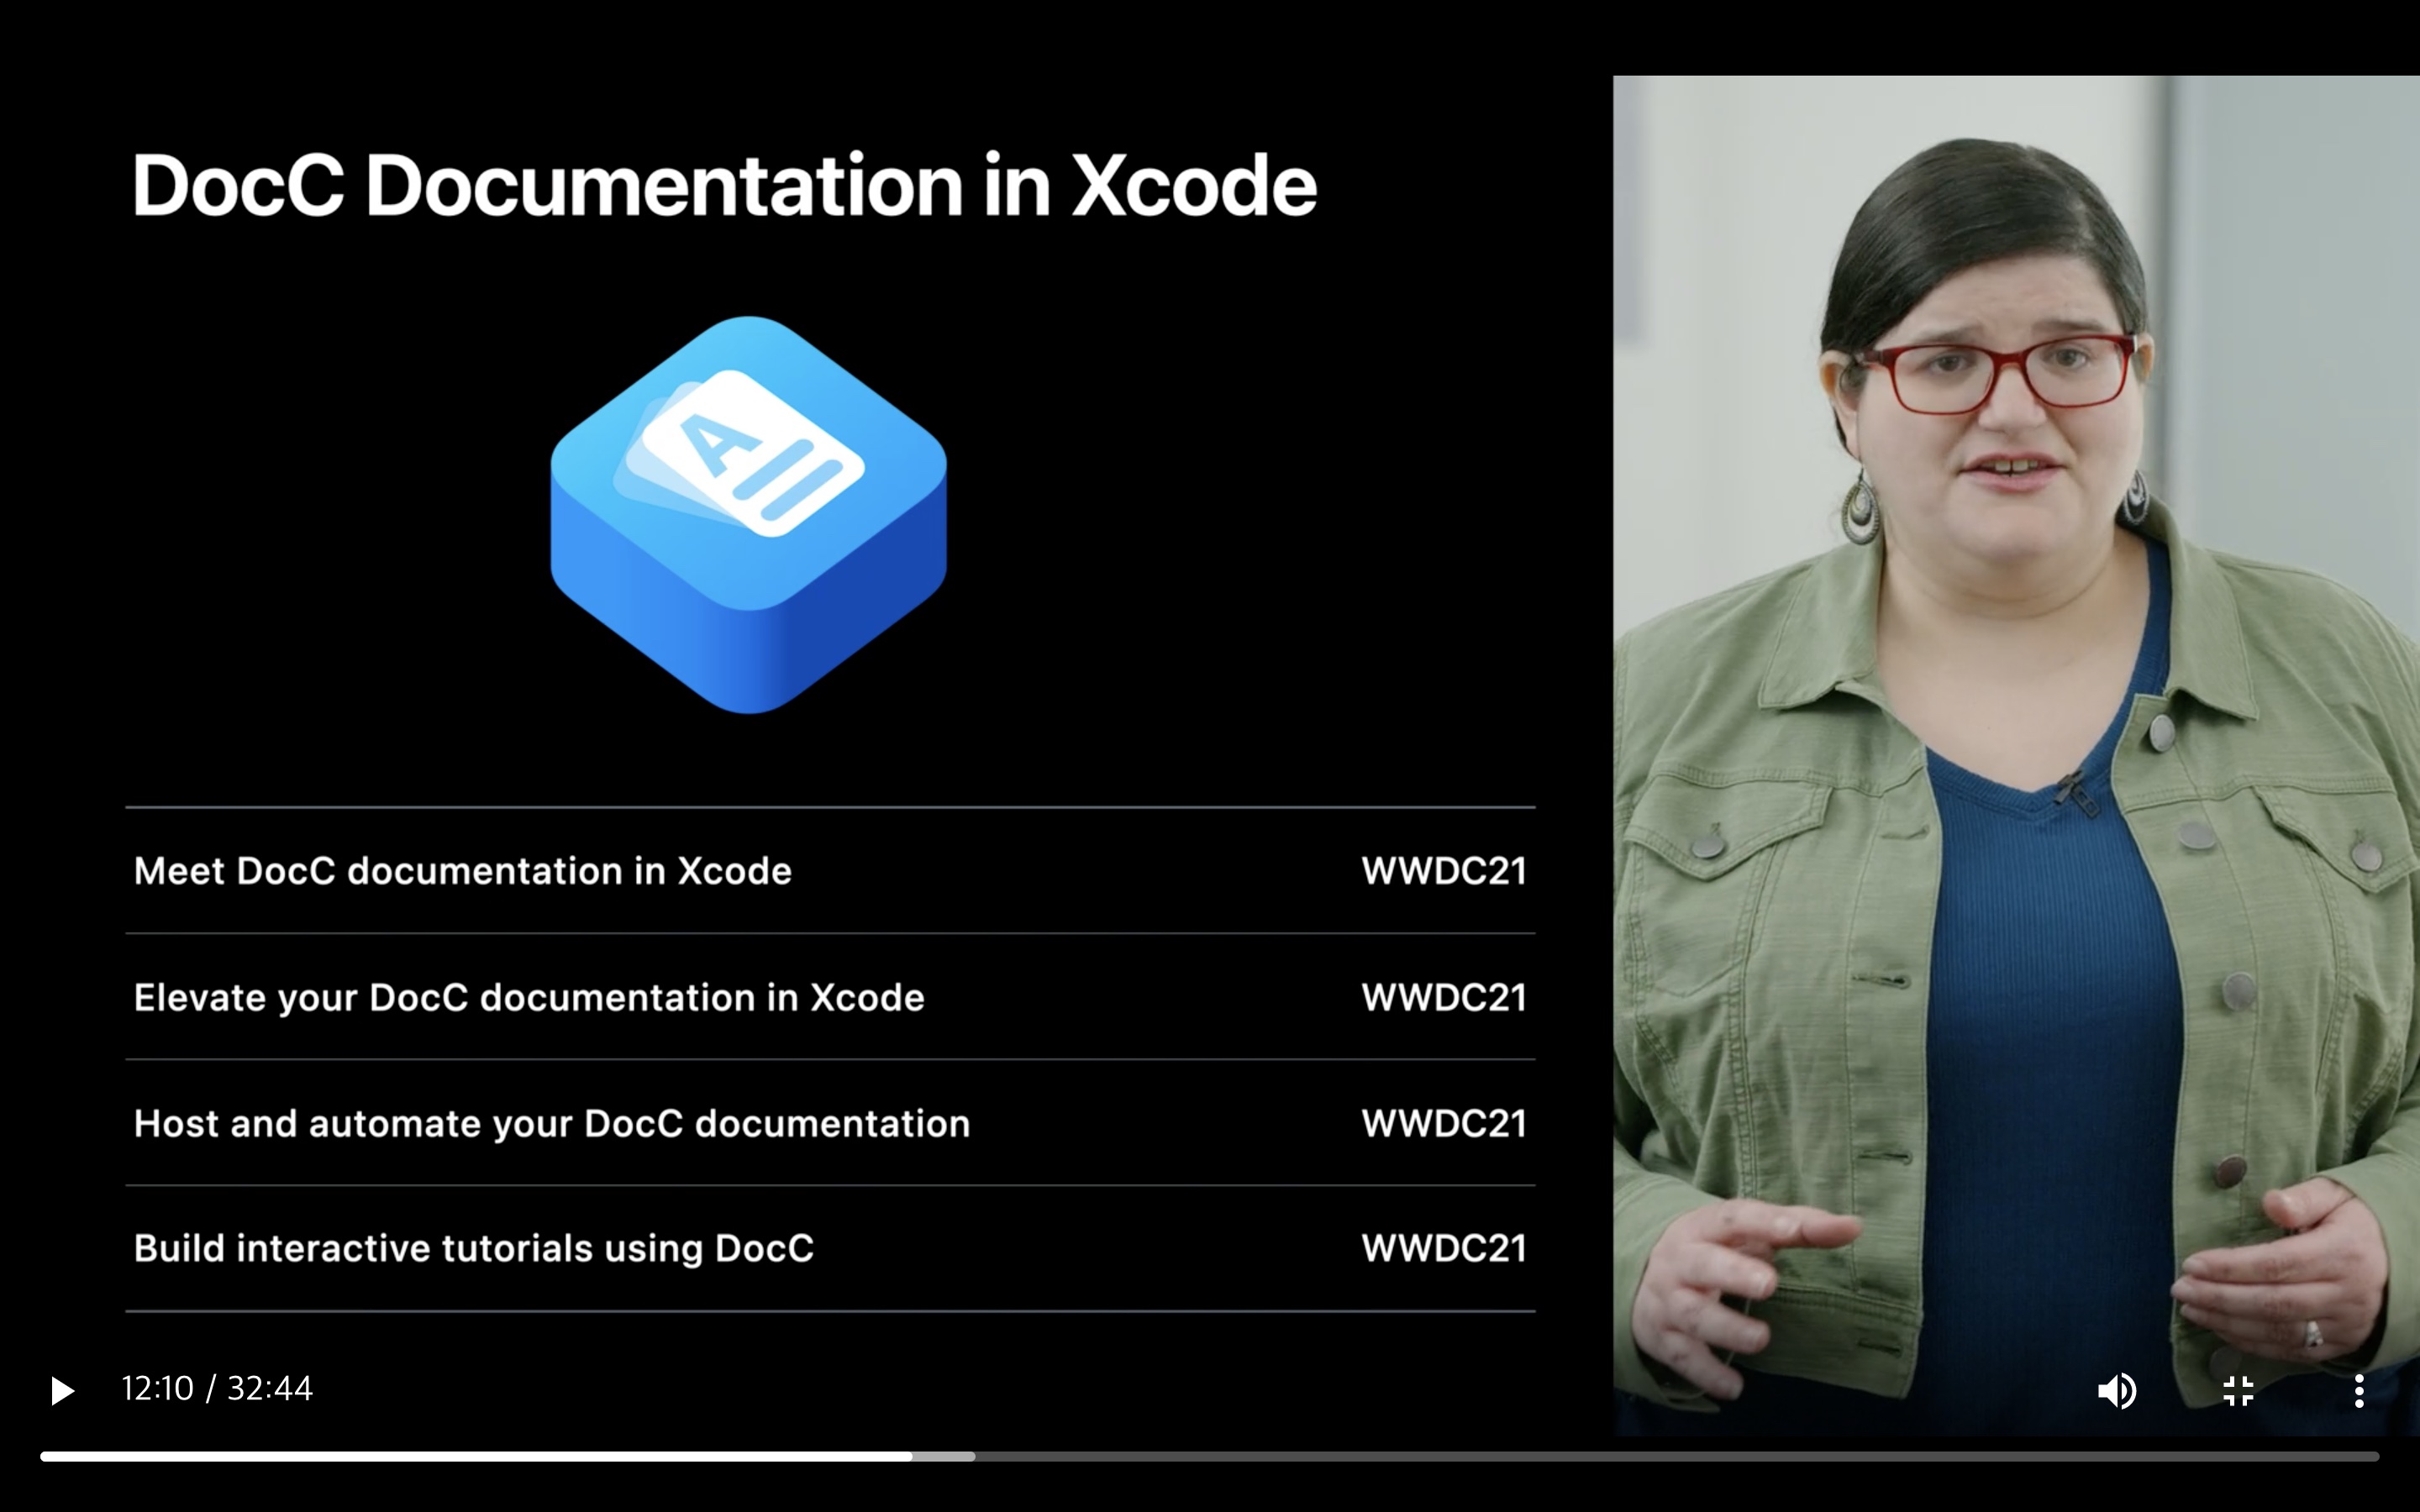 DocC Documentation in Xcode
A
Meet DocC documentation in Xcode WWDC21
Elevate your DocC documentation in Xcode WWDC21
Host and automate your DocC documentation WWDC21
Build interactive tutorials using DocC WWDC21
12:10 / 32:44